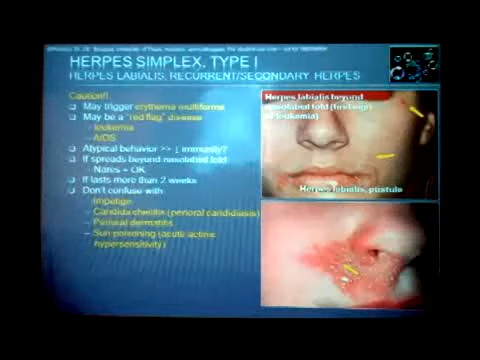 HERPES SIMPLEX, TYPE I
HERPES LABIALIS: RECURRENT/SECONDARY HERPES
Caution!!
May trigger erythema multiforme
May be a "red flag" disease
- leukemia
- AIDS
Atypical behavior >> ↓ immunity?
If spreads beyond nasolabial fold
Nares = OK
If lasts more than 2 weeks
Don't confuse with:
Impetigo
Candida cheilitis (perioral candidiasis)
Perioral dermatitis
Sun poisoning (acute actinic
hypersensitivity)
Herpes labialis beyond
nasolabial fold
of leukemia)
Herpes labialis, pustule